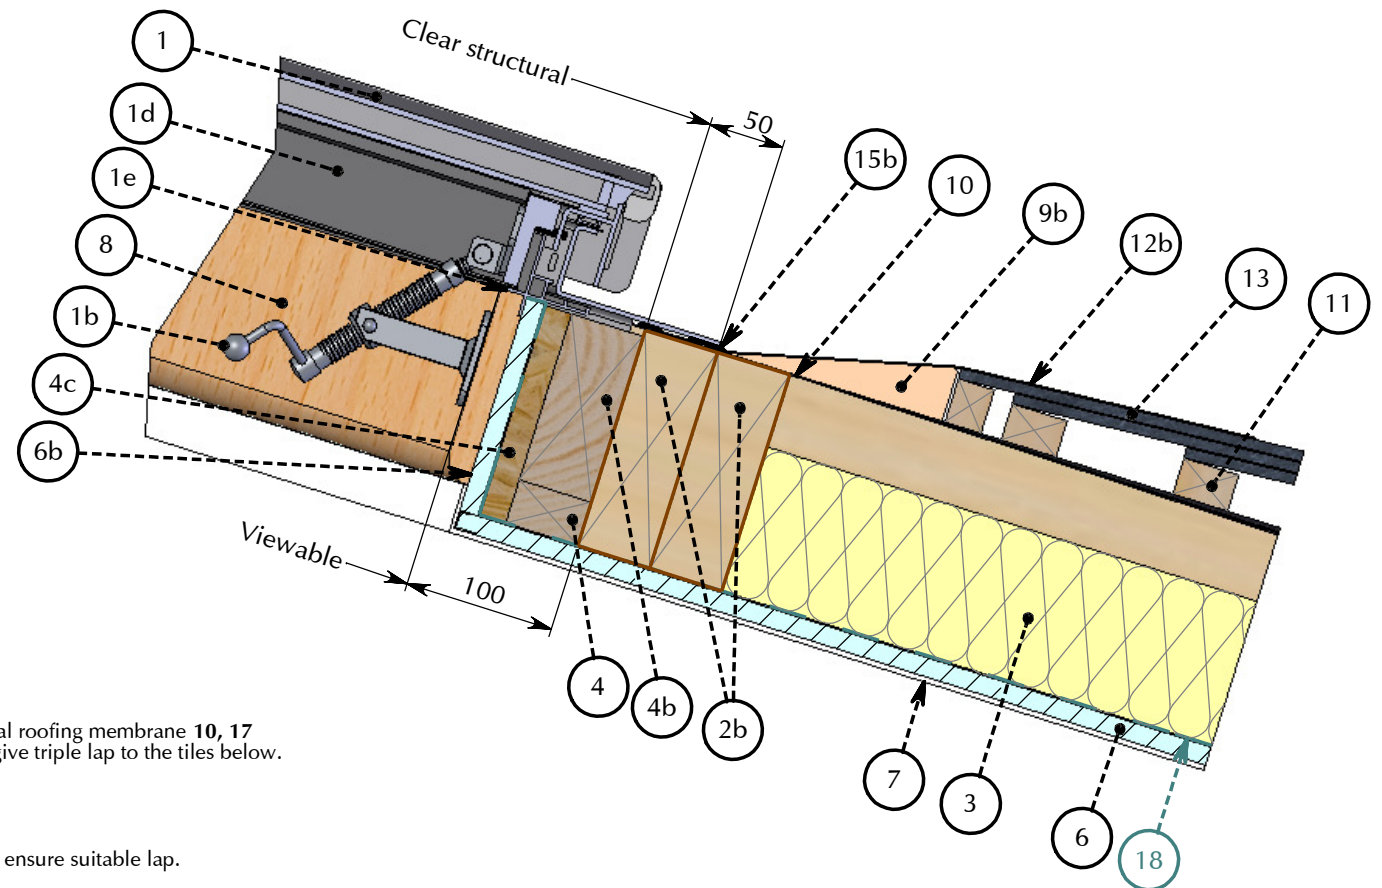 1
Clear structural
50
1d
15b
1e
10
9b
8
12b
13
11
1b
4c
6b
Viewable
100
4
4b
2b
7
3
6
18
al roofing membrane 10, 17
give triple lap to the tiles below.
ensure suitable lap.